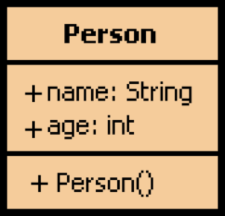 Person
+name: String
+age: int
+ Person()